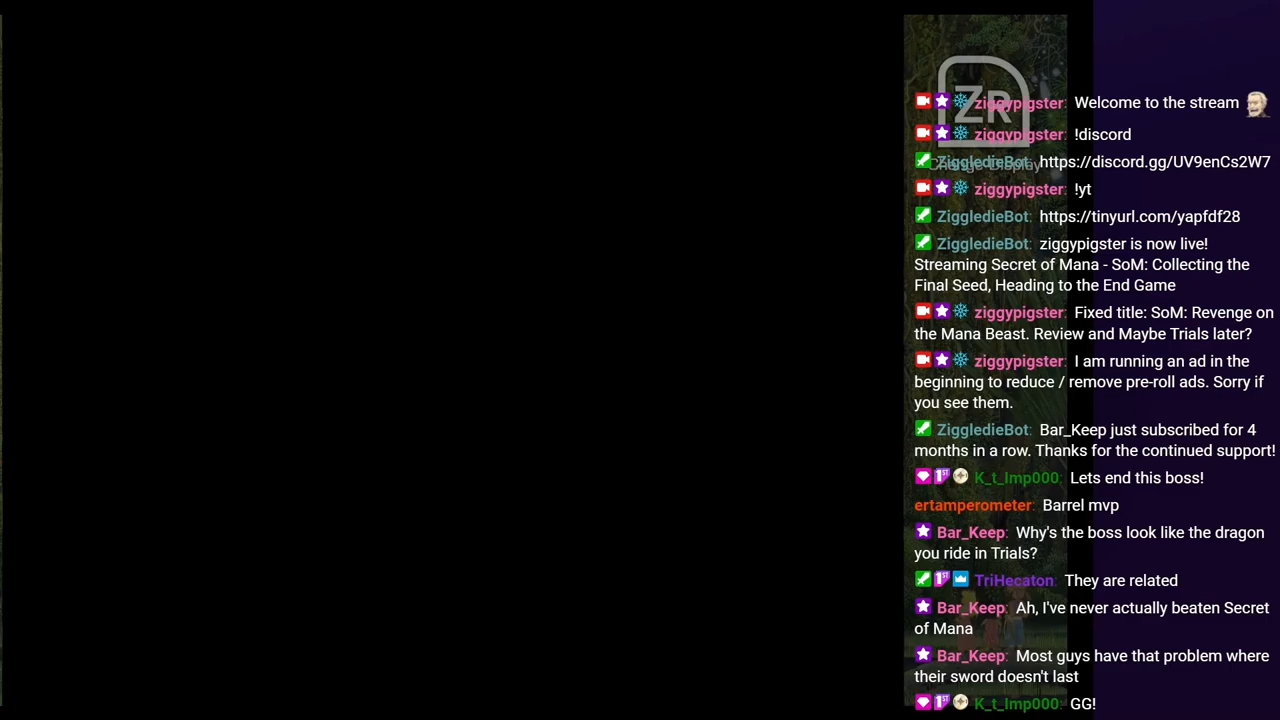 ZR
Change Display
ziggypigster: Welcome to the stream
ziggypigster: !discord
ZiggledieBot: https://discord.gg/UV9enCs2W7
ziggypigster: !yt
ZiggledieBot: https://tinyurl.com/yapfdf28
ZiggledieBot: ziggypigster is now live!
Streaming Secret of Mana - SoM: Collecting the
Final Seed, Heading to the End Game
ziggypigster: Fixed title: SoM: Revenge on
the Mana Beast. Review and Maybe Trials later?
ziggypigster: I am running an ad in the
beginning to reduce / remove pre-roll ads. Sorry if
you see them.
ZiggledieBot: Bar_Keep just subscribed for 4
months in a row. Thanks for the continued support!
K_t_Imp000: Lets end this boss!
ertamperometer: Barrel mvp
Bar_Keep: Why's the boss look like the dragon
you ride in Trials?
TriHecaton: They are related
Bar_Keep: Ah, I've never actually beaten Secret
of Mana
Bar_Keep: Most guys have that problem where
their sword doesn't last
K_t_Imp000: GG!